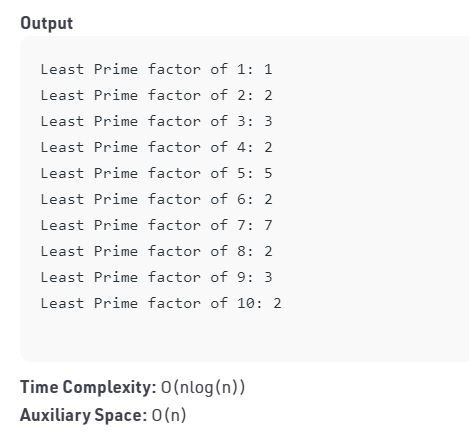 Output
Least Prime factor of 1: 1
Least Prime factor of 2: 2
Least Prime factor of 3: 3
Least Prime factor of 4: 2
Least Prime factor of 5: 5
Least Prime factor of 6: 2
Least Prime factor of 7: 7
Least Prime factor of 8: 2
Least Prime factor of 9: 3
Least Prime factor of 10: 2
Time Complexity: O(nlog(n))
Auxiliary Space: O(n)